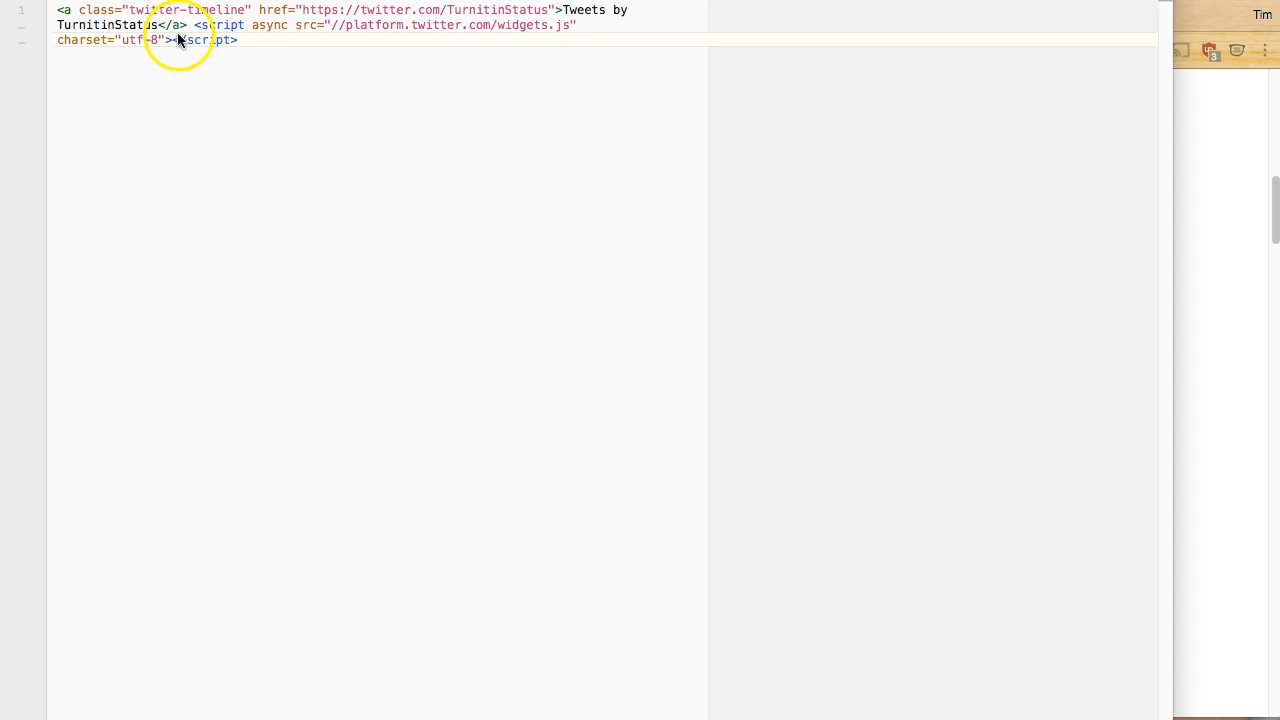 1 <a class="twitter-timeline" href="https://twitter.com/TurnitinStatus">Tweets by
… TurnitinStatus</a> <script async src="//platform.twitter.com/widgets.js"
… charset="utf-8"></script>
Tim
3